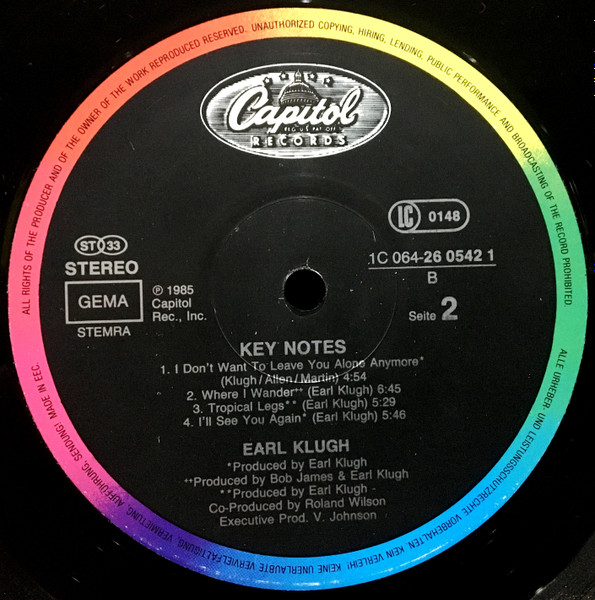 ALL RIGHTS OF THE PRODUCER AND OF THE OWNER OF THE WORK REPRODUCED RESERVED. UNAUTHORIZED COPYING, HIRING, LENDING, PUBLIC PERFORMANCE AND BROADCASTING OF THE RECORD PROHIBITED.
Capitol
REG. U.S. PAT. OFF.
RECORDS
LC 0148
1C 064-26 0542 1
B
Seite 2
ST 33
STEREO
GEMA
STEMRA
℗ 1985
Capitol
Rec., Inc.
KEY NOTES
1. I Don't Want To Leave You Alone Anymore*
(Klugh/Allen/Martin) 4:54
2. Where I Wander⁺⁺ (Earl Klugh) 6:45
3. Tropical Legs** (Earl Klugh) 5:29
4. I'll See You Again* (Earl Klugh) 5:46
EARL KLUGH
*Produced by Earl Klugh
⁺⁺Produced by Bob James & Earl Klugh
**Produced by Earl Klugh -
Co-Produced by Roland Wilson
Executive Prod. V. Johnson
ALLE URHEBER- UND LEISTUNGSSCHUTZRECHTE VORBEHALTEN KEIN VERLEIH! KEINE UNERLAUBTE VERVIELFÄLTIGUNG, VERMIETUNG, AUFFÜHRUNG, SENDUNG! MADE IN EEC.